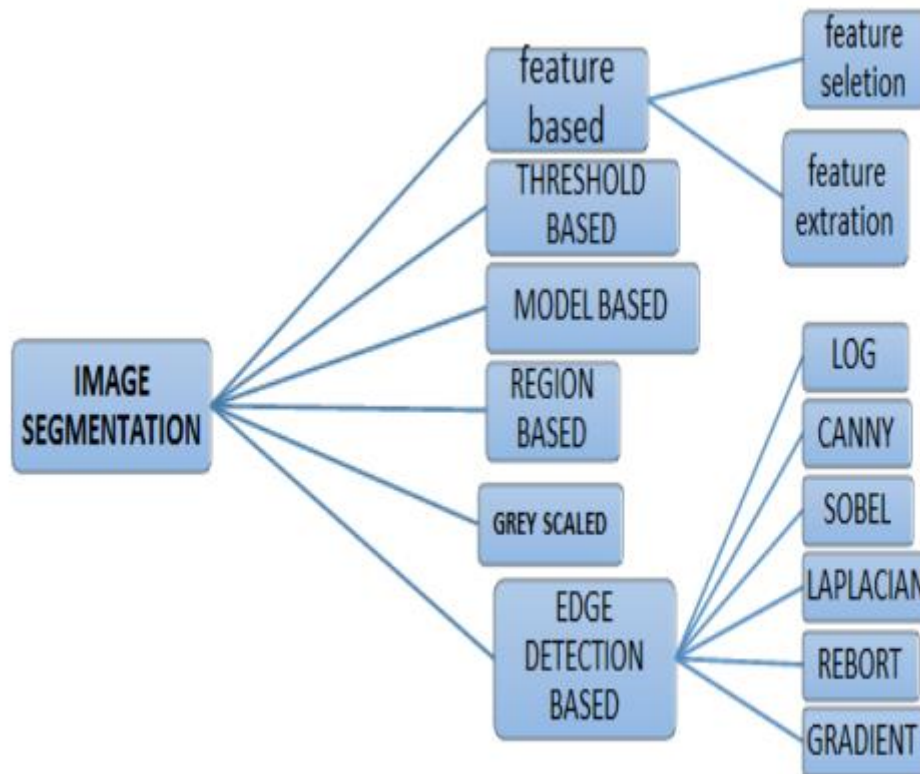 IMAGE
SEGMENTATION
feature
based
THRESHOLD
BASED
MODEL BASED
REGION
BASED
GREY SCALED
EDGE
DETECTION
BASED
feature
seletion
feature
extration
LOG
CANNY
SOBEL
LAPLACIAN
REBORT
GRADIENT